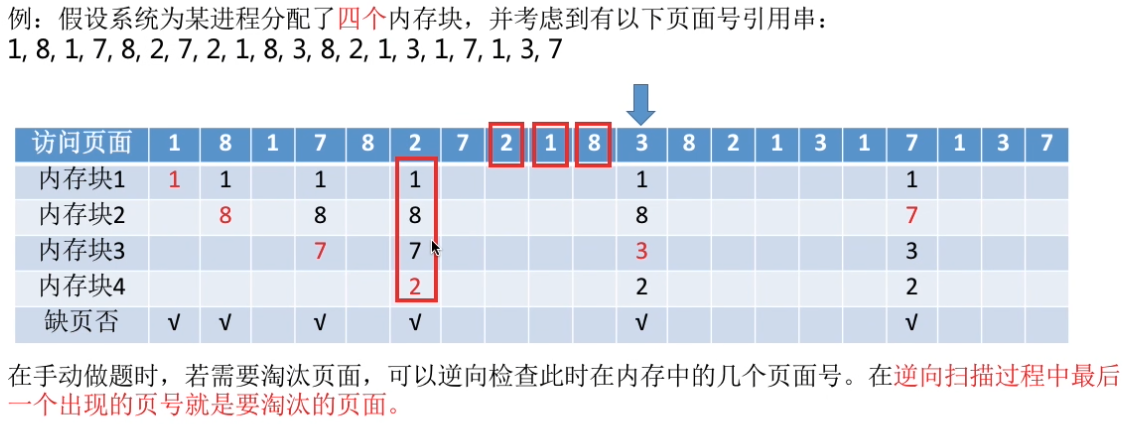 例：假设系统为某进程分配了四个内存块，并考虑到有以下页面号引用串：
1, 8, 1, 7, 8, 2, 7, 2, 1, 8, 3, 8, 2, 1, 3, 1, 7, 1, 3, 7
访问页面 1 8 1 7 8 2 7 2 1 8 3 8 2 1 3 1 7 1 3 7
内存块1 1 1 1 1 1 1
内存块2 8 8 8 8 7
内存块3 7 7 3 3
内存块4 2 2 2
缺页否 √ √ √ √ √ √
在手动做题时，若需要淘汰页面，可以逆向检查此时在内存中的几个页面号。在逆向扫描过程中最后
一个出现的页号就是要淘汰的页面。